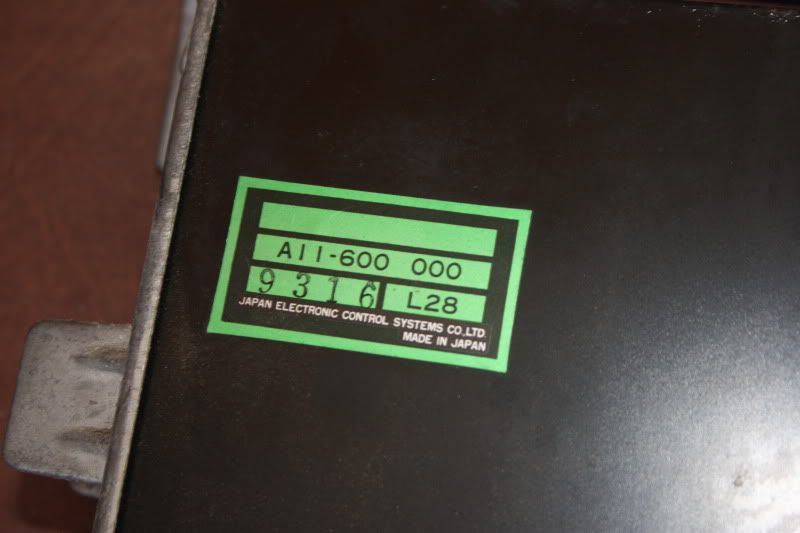 A11-600 000
9316 L28
JAPAN ELECTRONIC CONTROL SYSTEMS CO.,LTD.
MADE IN JAPAN